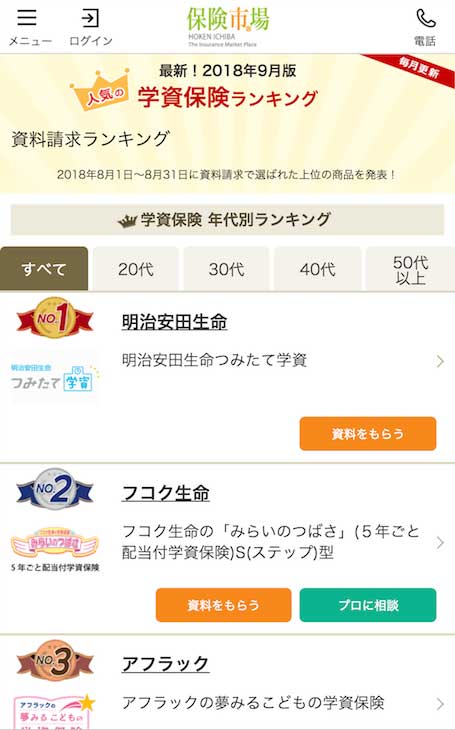 メニュー
ログイン
保険市場
HOKEN ICHIBA
The Insurance Market Place
電話
毎月更新
最新！2018年9月版
人気の
学資保険ランキング
資料請求ランキング
2018年8月1日〜8月31日に資料請求で選ばれた上位の商品を発表！
学資保険 年代別ランキング
すべて
20代
30代
40代
50代
以上
NO.1
明治安田生命
明治安田生命
つみたて学資
明治安田生命つみたて学資
資料をもらう
NO.2
フコク生命
みらいのつばさ
5年ごと配当付学資保険
フコク生命の「みらいのつばさ」(５年ごと
配当付学資保険)S(ステップ)型
資料をもらう
プロに相談
NO.3
アフラック
アフラックの
夢みるこどもの
アフラックの夢みるこどもの学資保険